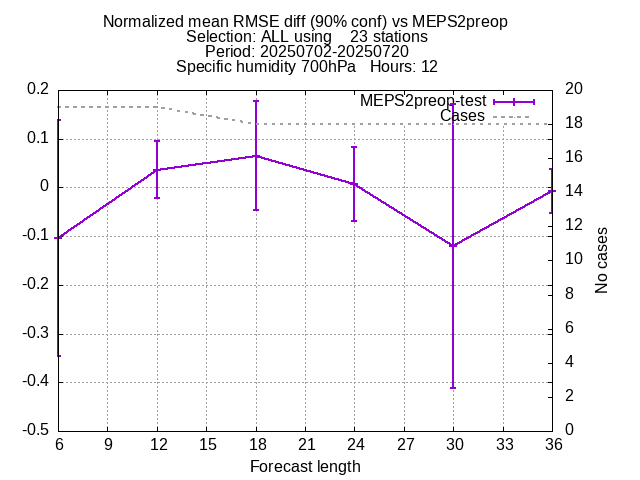 Normalized mean RMSE diff (90% conf) vs MEPS2preop
Selection: ALL using    23 stations
Period: 20250702-20250720
Specific humidity 700hPa   Hours: 12
MEPS2preop-test
Cases
0.2
0.1
0
-0.1
-0.2
-0.3
-0.4
-0.5
20
18
16
14
12
10
8
6
4
2
0
No cases
6 9 12 15 18 21 24 27 30 33 36
Forecast length